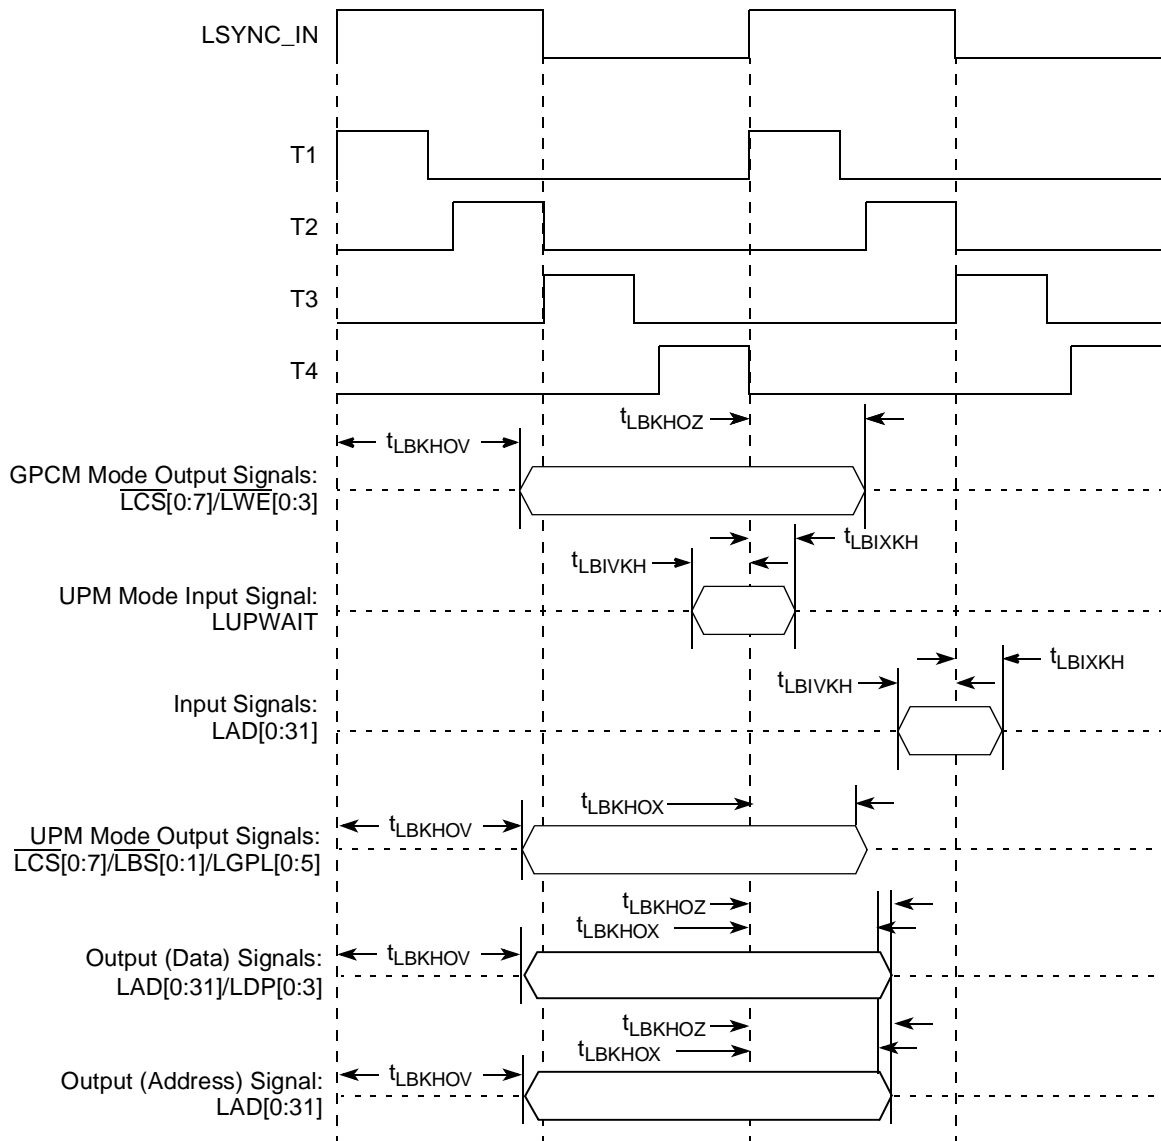 LSYNC_IN
T1
T2
T3
T4
tLBKHOZ
tLBKHOV
GPCM Mode Output Signals:
LCS[0:7]/LWE[0:3]
tLBIXKH
tLBIVKH
UPM Mode Input Signal:
LUPWAIT
tLBIXKH
tLBIVKH
Input Signals:
LAD[0:31]
tLBKHOX
tLBKHOV
UPM Mode Output Signals:
LCS[0:7]/LBS[0:1]/LGPL[0:5]
tLBKHOZ
tLBKHOX
tLBKHOV
Output (Data) Signals:
LAD[0:31]/LDP[0:3]
tLBKHOZ
tLBKHOX
tLBKHOV
Output (Address) Signal:
LAD[0:31]